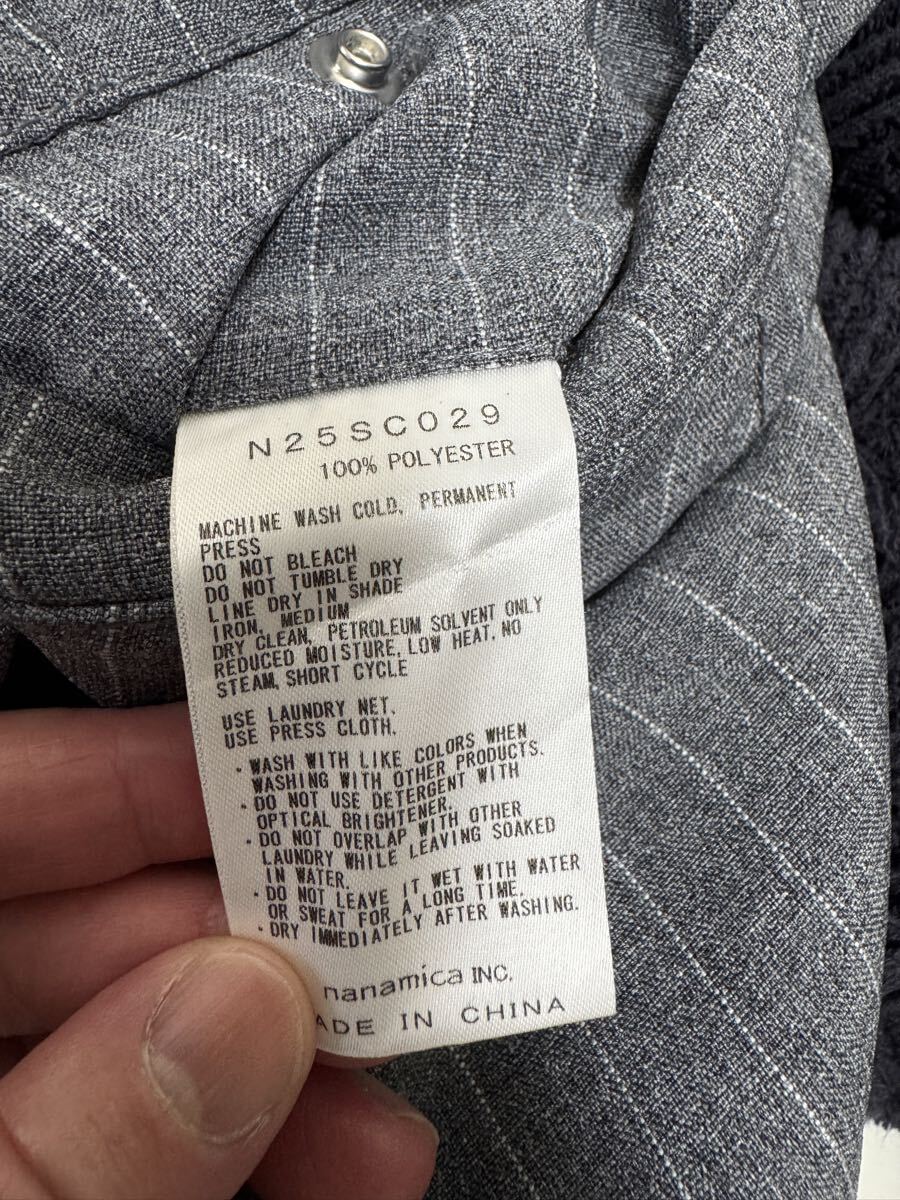 N25SC029
100% POLYESTER
MACHINE WASH COLD, PERMANENT
PRESS
DO NOT BLEACH
DO NOT TUMBLE DRY
LINE DRY IN SHADE
IRON, MEDIUM
DRY CLEAN, PETROLEUM SOLVENT ONLY
REDUCED MOISTURE, LOW HEAT, NO
STEAM, SHORT CYCLE
USE LAUNDRY NET.
USE PRESS CLOTH.
・WASH WITH LIKE COLORS WHEN
WASHING WITH OTHER PRODUCTS.
・DO NOT USE DETERGENT WITH
OPTICAL BRIGHTENER.
・DO NOT OVERLAP WITH OTHER
LAUNDRY WHILE LEAVING SOAKED
IN WATER.
・DO NOT LEAVE IT WET WITH WATER
OR SWEAT FOR A LONG TIME.
・DRY IMMEDIATELY AFTER WASHING.
nanamica INC.
ADE IN CHINA